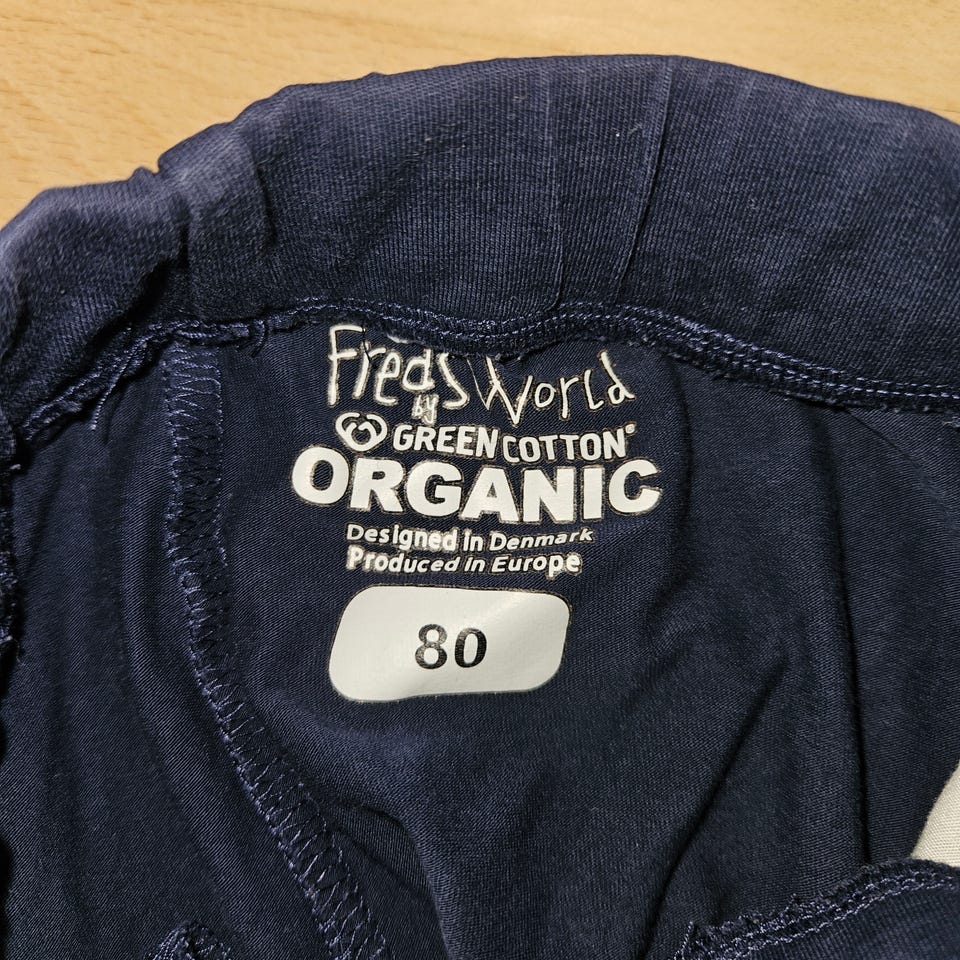 Freds World
by
GREEN COTTON®
ORGANIC
Designed in Denmark
Produced in Europe
80